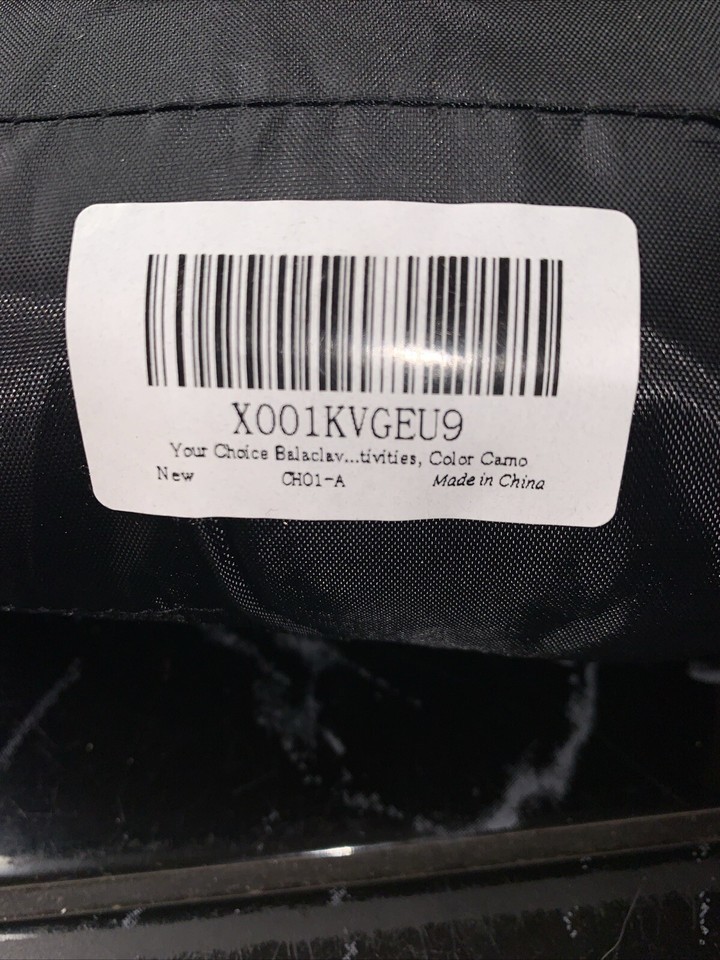 X001KVGEU9
Your Choice Balaclav...tivities, Color Camo
New CH01-A Made in China